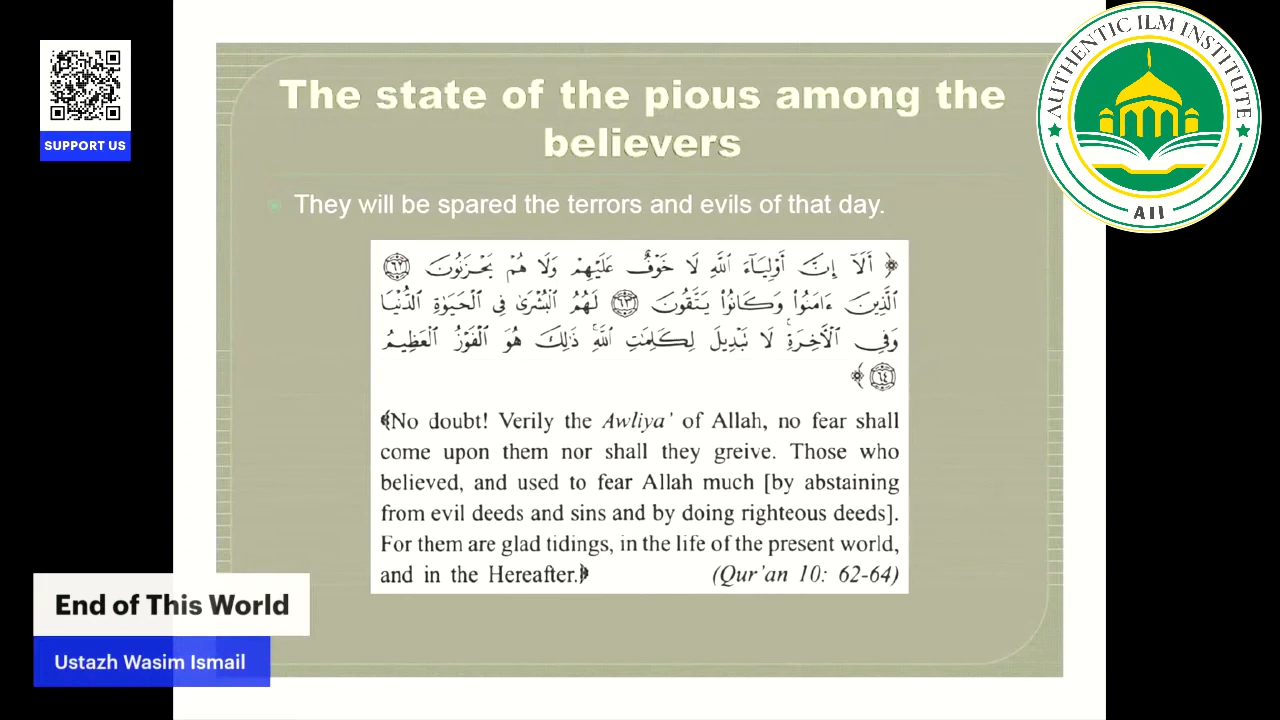 SUPPORT US
AUTHENTIC ILM INSTITUTE
AII
The state of the pious among the
believers
They will be spared the terrors and evils of that day.
﴿ أَلَآ إِنَّ أَوْلِيَآءَ ٱللَّهِ لَا خَوْفٌ عَلَيْهِمْ وَلَا هُمْ يَحْزَنُونَ ٦٢
ٱلَّذِينَ ءَامَنُوا۟ وَكَانُوا۟ يَتَّقُونَ ٦٣ لَهُمُ ٱلْبُشْرَىٰ فِى ٱلْحَيَوٰةِ ٱلدُّنْيَا
وَفِى ٱلْـَٔاخِرَةِ ۚ لَا تَبْدِيلَ لِكَلِمَـٰتِ ٱللَّهِ ۚ ذَٰلِكَ هُوَ ٱلْفَوْزُ ٱلْعَظِيمُ
٦٤ ﴾
﴾No doubt! Verily the Awliya’ of Allah, no fear shall
come upon them nor shall they greive. Those who
believed, and used to fear Allah much [by abstaining
from evil deeds and sins and by doing righteous deeds].
For them are glad tidings, in the life of the present world,
and in the Hereafter.﴿ (Qur’an 10: 62-64)
End of This World
Ustazh Wasim Ismail